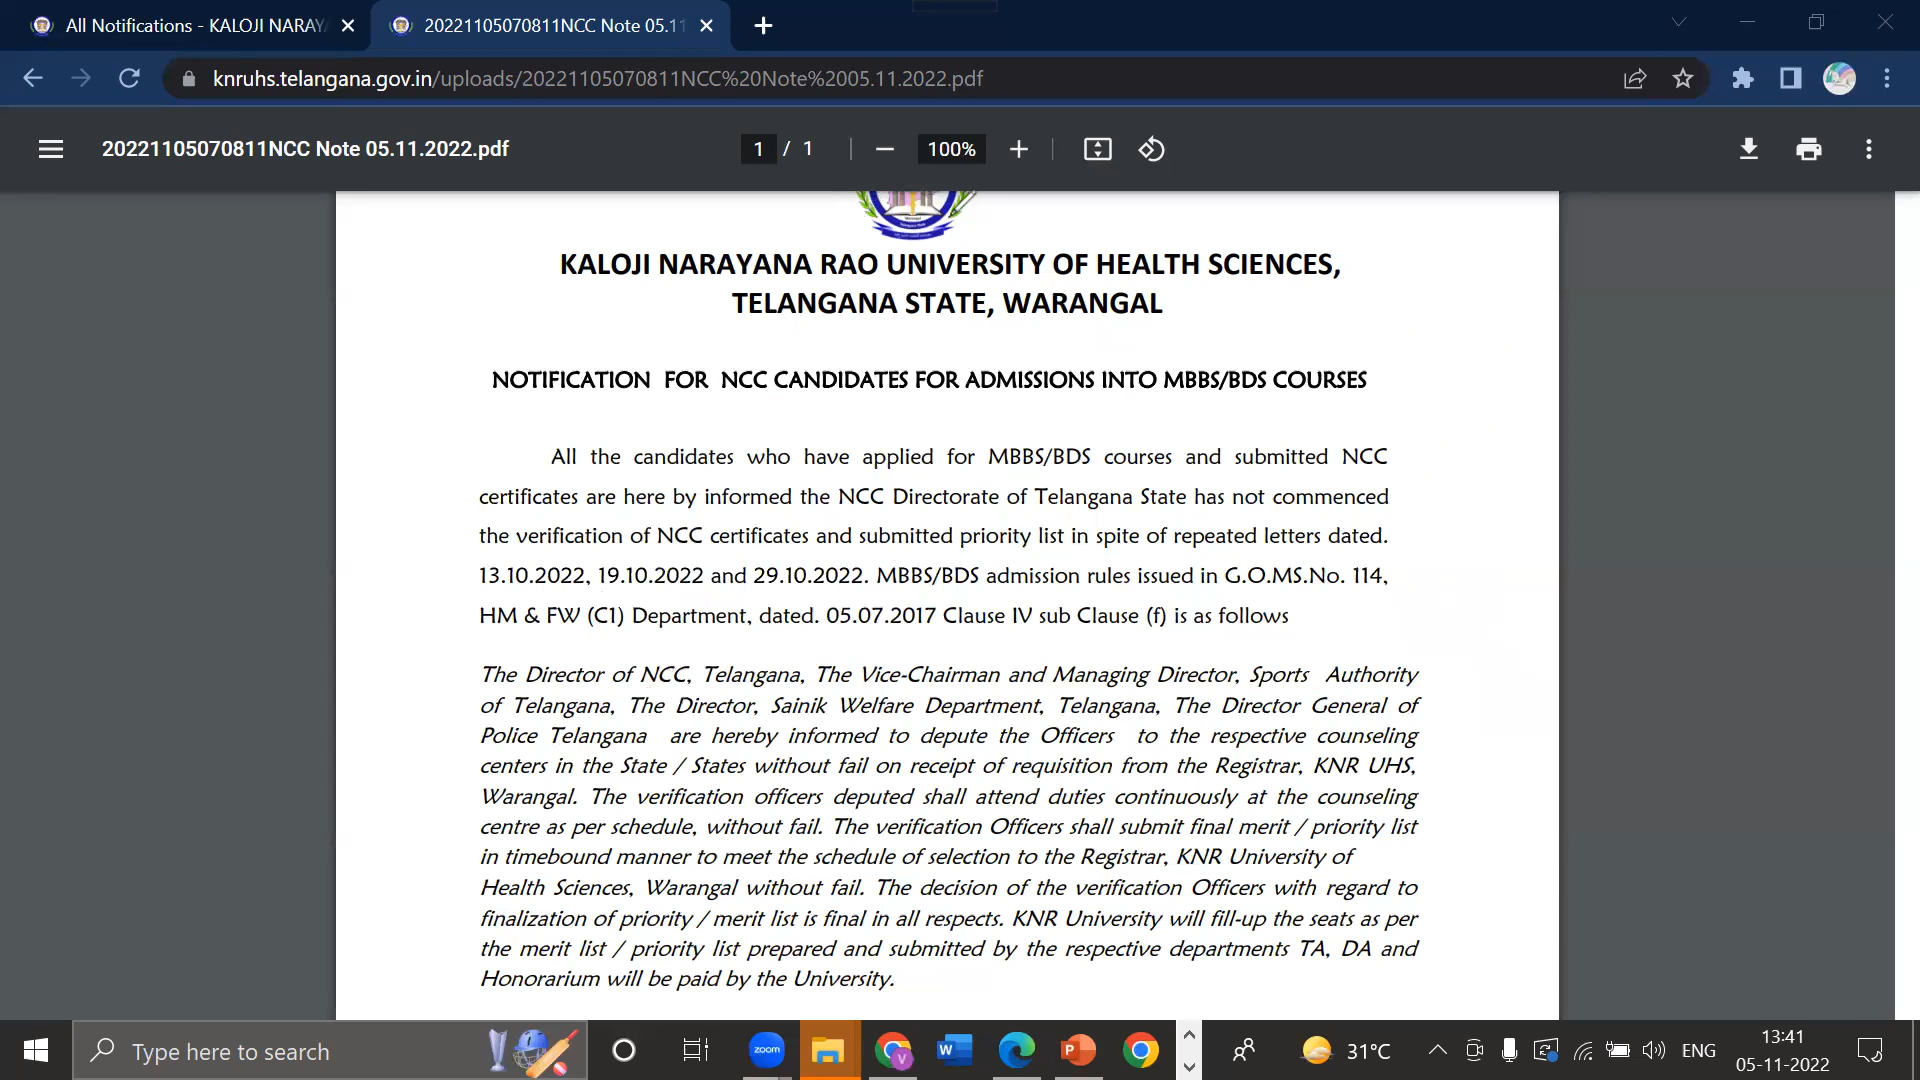 All Notifications - KALOJI NARAYA
20221105070811NCC Note 05.11
knruhs.telangana.gov.in/uploads/20221105070811NCC%20Note%2005.11.2022.pdf
20221105070811NCC Note 05.11.2022.pdf
1 / 1
100%
KALOJI NARAYANA RAO UNIVERSITY OF HEALTH SCIENCES,
TELANGANA STATE, WARANGAL
NOTIFICATION FOR NCC CANDIDATES FOR ADMISSIONS INTO MBBS/BDS COURSES
All the candidates who have applied for MBBS/BDS courses and submitted NCC
certificates are here by informed the NCC Directorate of Telangana State has not commenced
the verification of NCC certificates and submitted priority list in spite of repeated letters dated.
13.10.2022, 19.10.2022 and 29.10.2022. MBBS/BDS admission rules issued in G.O.MS.No. 114,
HM & FW (C1) Department, dated. 05.07.2017 Clause IV sub Clause (f) is as follows
The Director of NCC, Telangana, The Vice-Chairman and Managing Director, Sports Authority
of Telangana, The Director, Sainik Welfare Department, Telangana, The Director General of
Police Telangana are hereby informed to depute the Officers to the respective counseling
centers in the State / States without fail on receipt of requisition from the Registrar, KNR UHS,
Warangal. The verification officers deputed shall attend duties continuously at the counseling
centre as per schedule, without fail. The verification Officers shall submit final merit / priority list
in timebound manner to meet the schedule of selection to the Registrar, KNR University of
Health Sciences, Warangal without fail. The decision of the verification Officers with regard to
finalization of priority / merit list is final in all respects. KNR University will fill-up the seats as per
the merit list / priority list prepared and submitted by the respective departments TA, DA and
Honorarium will be paid by the University.
Type here to search
zoom
V
W
P
31°C
ENG
13:41
05-11-2022